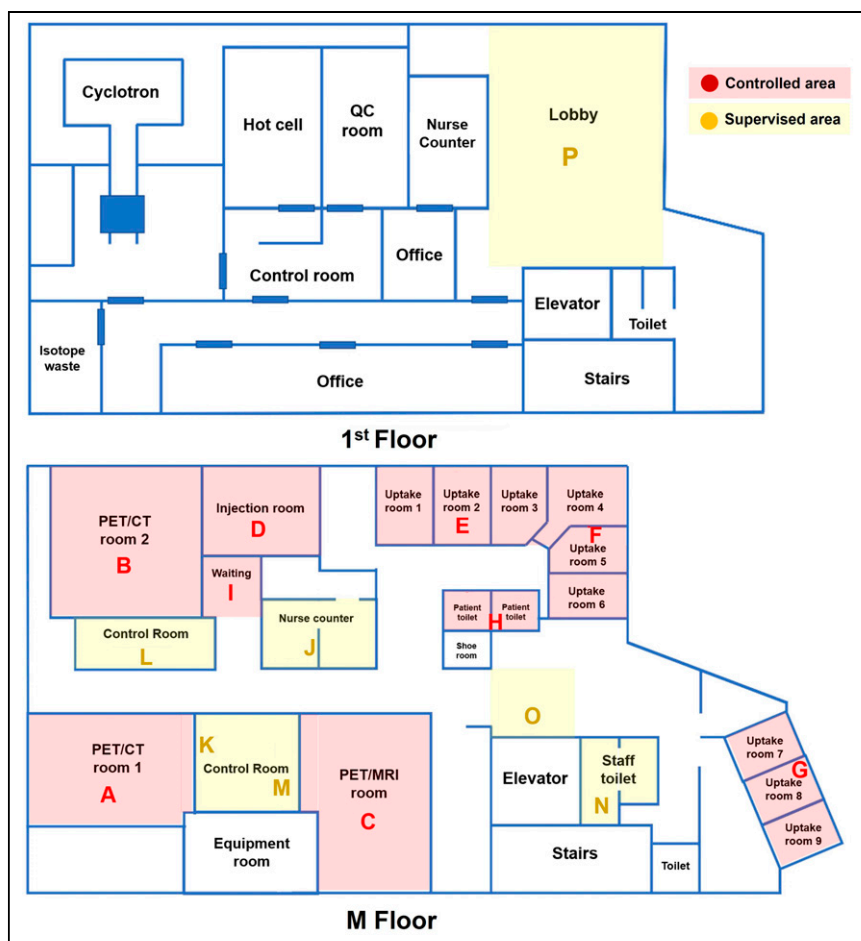 Cyclotron
Hot cell
QC
room
Nurse
Counter
Lobby
P
Controlled area
Supervised area
Control room
Office
Elevator
Toilet
Isotope
waste
Office
Stairs
1st Floor
PET/CT
room 2
B
Injection room
D
Waiting
I
Uptake
room 1
Uptake
room 2
E
Uptake
room 3
Uptake
room 4
F
Uptake
room 5
Uptake
room 6
Control Room
L
Nurse counter
J
Patient
toilet
Patient
toilet
H
Shoe
room
O
PET/CT
room 1
A
K
Control Room
M
PET/MRI
room
C
Equipment
room
Elevator
Staff
toilet
N
Stairs
Toilet
Uptake
room 7
G
Uptake
room 8
Uptake
room 9
M Floor